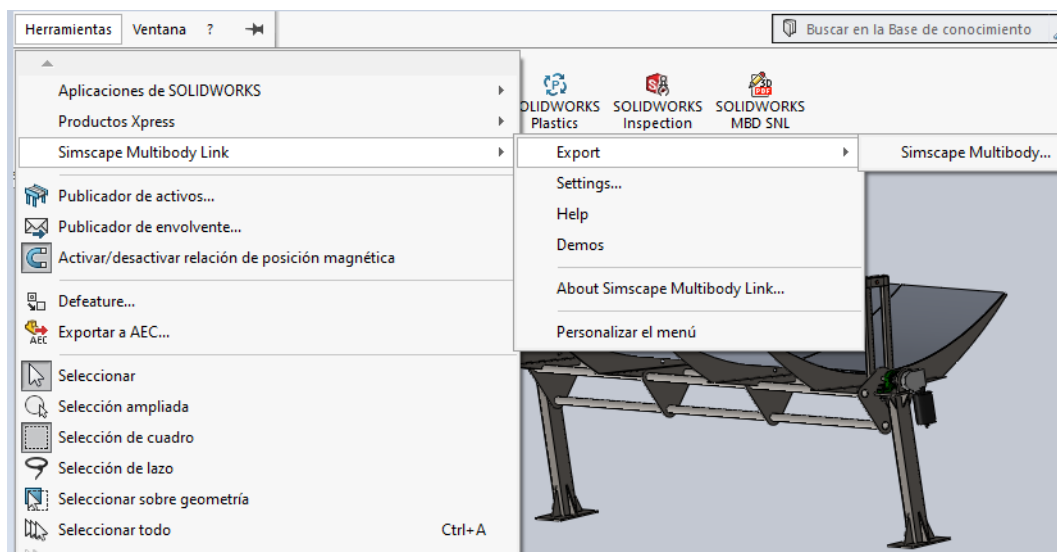 Herramientas Ventana ?
Buscar en la Base de conocimiento
Aplicaciones de SOLIDWORKS
Productos Xpress
Simscape Multibody Link
Publicador de activos...
Publicador de envolvente...
Activar/desactivar relación de posición magnética
Defeature...
Exportar a AEC...
Seleccionar
Selección ampliada
Selección de cuadro
Selección de lazo
Seleccionar sobre geometría
Seleccionar todo Ctrl+A
OLIDWORKS SOLIDWORKS SOLIDWORKS
Plastics Inspection MBD SNL
Export
Settings...
Help
Demos
About Simscape Multibody Link...
Personalizar el menú
Simscape Multibody...